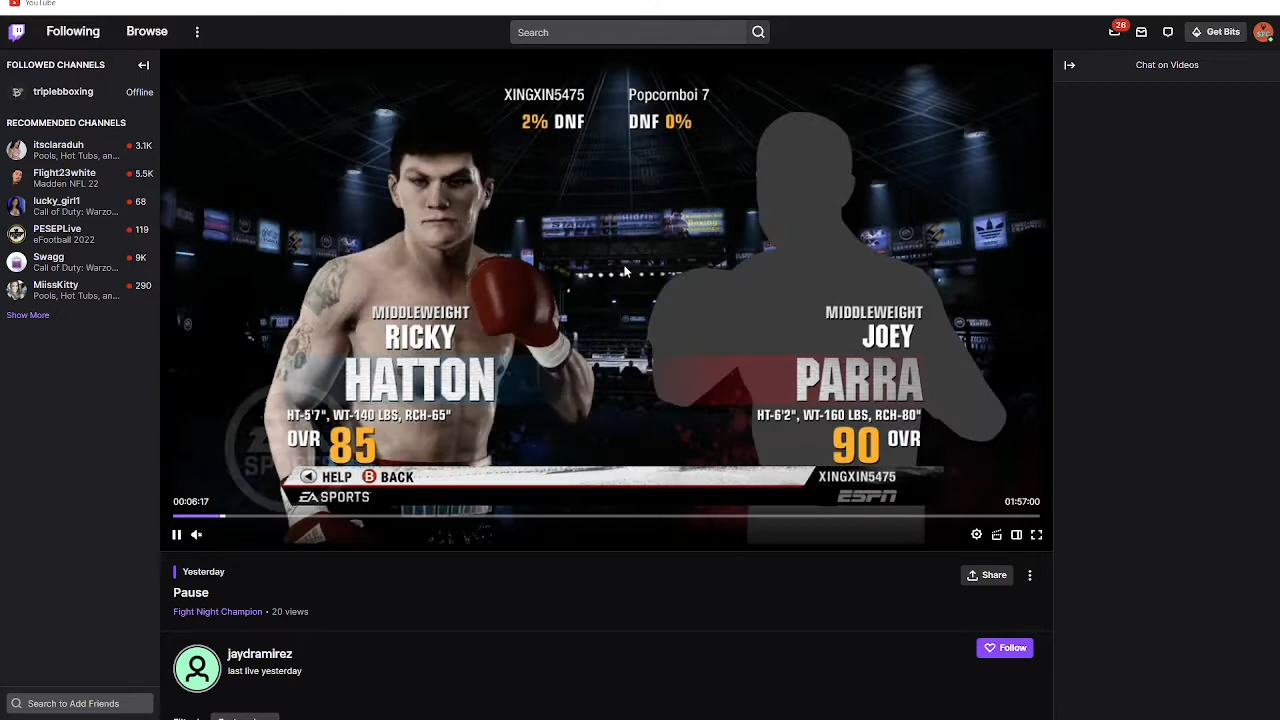 YouTube
Following
Browse
Search
26
Get Bits
FOLLOWED CHANNELS
triplebboxing
Offline
RECOMMENDED CHANNELS
itsclaraduh
3.1K
Pools, Hot Tubs, an...
Flight23white
5.5K
Madden NFL 22
lucky_girl1
68
Call of Duty: Warzo...
PESEPLive
119
eFootball 2022
Swagg
9K
Call of Duty: Warzo...
MiissKitty
290
Pools, Hot Tubs, an...
Show More
Search to Add Friends
XINGXIN5475
Popcornboi 7
2% DNF
DNF 0%
MIDDLEWEIGHT
RICKY
HATTON
HT-5'7", WT-140 LBS, RCH-65"
OVR 85
MIDDLEWEIGHT
JOEY
PARRA
HT-6'2", WT-160 LBS, RCH-80"
90 OVR
HELP B BACK
XINGXIN5475
EA SPORTS
ESPN
00:06:17
01:57:00
Yesterday
Pause
Fight Night Champion • 20 views
Share
jaydramirez
last live yesterday
Follow
Chat on Videos